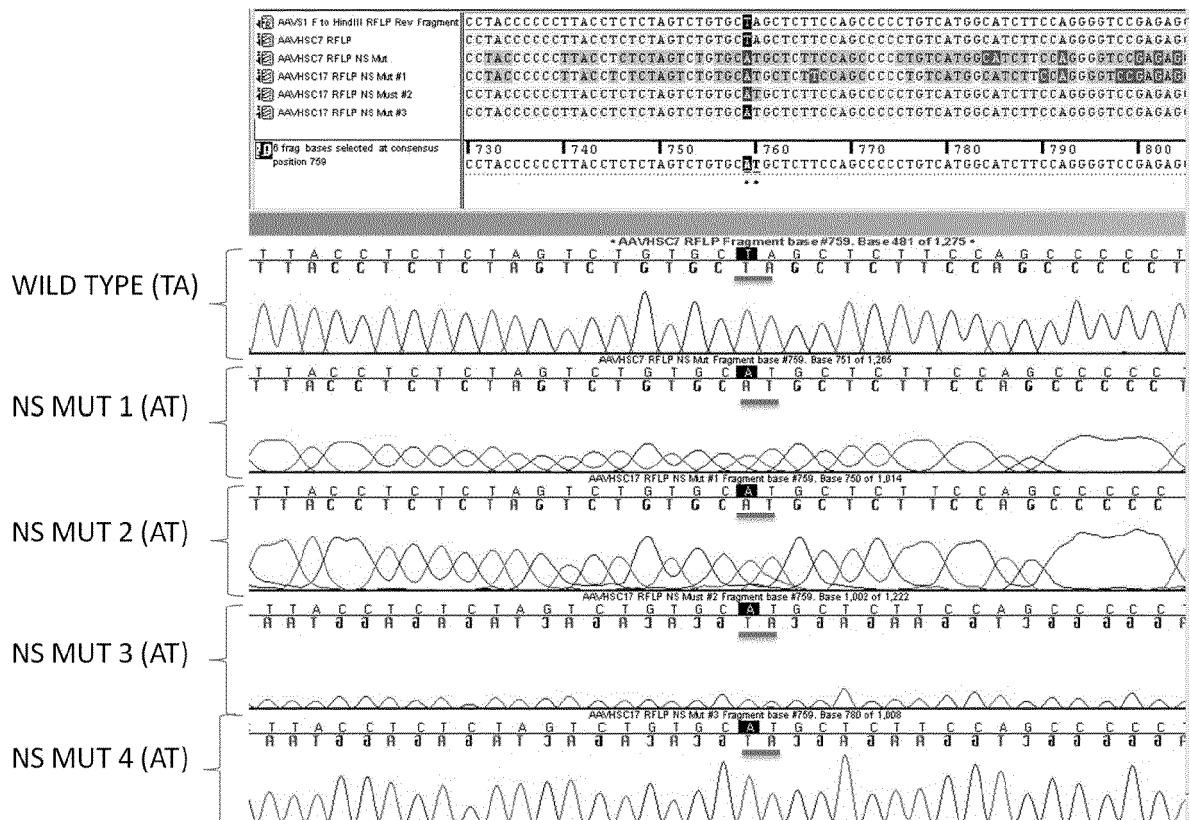 AAVS1 F to HindIII RFLP Rev Fragment CCTACCCCCCTTACCTCTCTAGTCTGTGCTAGCTCTTCCAGCCCCCTGTCATGGCATCTTCCAGGGGTCCGAGAG
AAVHSC7 RFLP CCTACCCCCCTTACCTCTCTAGTCTGTGCTAGCTCTTCCAGCCCCCTGTCATGGCATCTTCCAGGGGTCCGAGAG
AAVHSC7 RFLP NS Mut CCTACCCCCCTTACCTCTCTAGTCTGTGCATGCTCTTCCAGCCCCCTGTCATGGCATCTTCCAGGGGTCCGAGAG
AAVHSC17 RFLP NS Mut #1 CCTACCCCCCTTACCTCTCTAGTCTGTGCATGCTCTTCCAGCCCCCTGTCATGGCATCTTCCAGGGGTCCGAGAG
AAVHSC17 RFLP NS Must #2 CCTACCCCCCTTACCTCTCTAGTCTGTGCATGCTCTTCCAGCCCCCTGTCATGGCATCTTCCAGGGGTCCGAGAG
AAVHSC17 RFLP NS Mut #3 CCTACCCCCCTTACCTCTCTAGTCTGTGCATGCTCTTCCAGCCCCCTGTCATGGCATCTTCCAGGGGTCCGAGAG
6 frag bases selected at consensus position 759
730 740 750 760 770 780 790 800
CCTACCCCCCTTACCTCTCTAGTCTGTGCATGCTCTTCCAGCCCCCTGTCATGGCATCTTCCAGGGGTCCGAGAG
• AAVHSC7 RFLP Fragment base #759. Base 481 of 1,275 •
T T A C C T C T C T A G T C T G T G C T A G C T C T T C C A G C C C C C T
T T A C C T C T C T A G T C T G T G C T A G C T C T T C C A G C C C C C T
WILD TYPE (TA)
AAVHSC7 RFLP NS Mut Fragment base #759. Base 751 of 1,265
T T A C C T C T C T A G T C T G T G C A T G C T C T T C C A G C C C C C T
T T A C C T C T C T A G T C T G T G C A T G C T C T T C C A G C C C C C T
NS MUT 1 (AT)
AAVHSC17 RFLP NS Mut #1 Fragment base #759. Base 750 of 1,014
T T A C C T C T C T A G T C T G T G C A T G C T C T T C C A G C C C C C
T T A C C T C T C T A G T C T G T G C A T G C T C T T C C A G C C C C C
NS MUT 2 (AT)
AAVHSC17 RFLP NS Must #2 Fragment base #759. Base 1,002 of 1,222
T T A C C T C T C T A G T C T G T G C A T G C T C T T C C A G C C C C C T
A A T G G A G A G A T C A G A C A C G T A C G A G A A G G T C G G G G G A
NS MUT 3 (AT)
AAVHSC17 RFLP NS Mut #3 Fragment base #759. Base 780 of 1,008
T T A C C T C T C T A G T C T G T G C A T G C T C T T C C A G C C C C C T
A A T G G A G A G A T C A G A C A C G T A C G A G A A G G T C G G G G G A
NS MUT 4 (AT)